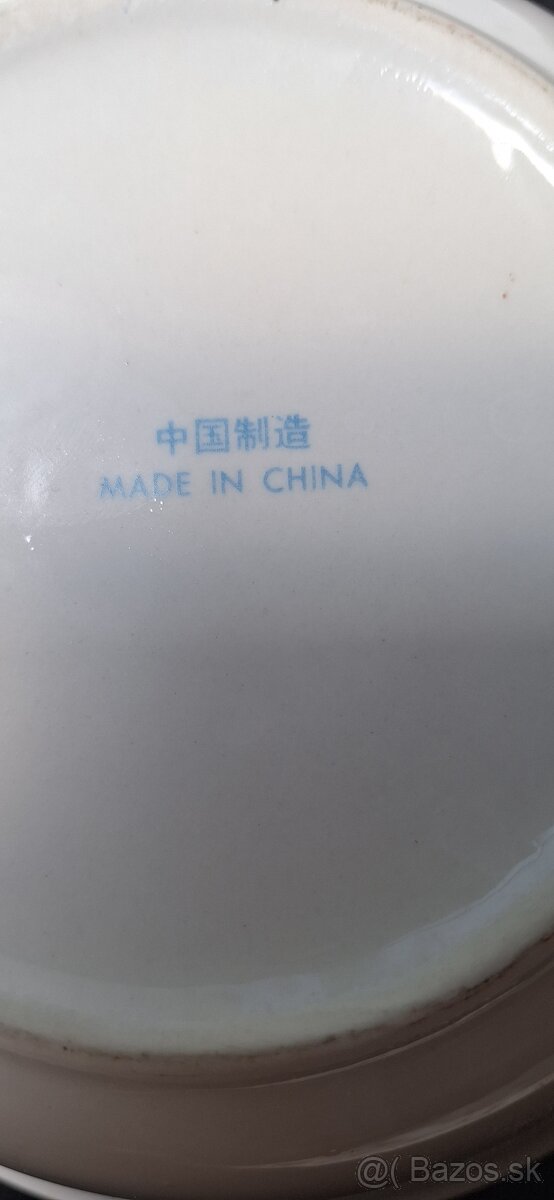 中国制造
MADE IN CHINA
@( Bazos.sk